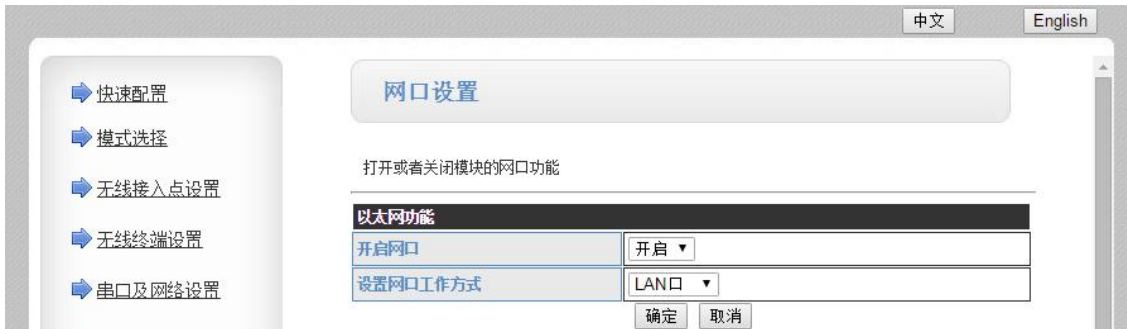 中文 English
快速配置
模式选择
无线接入点设置
无线终端设置
串口及网络设置
网口设置
打开或者关闭模块的网口功能
以太网功能
开启网口 开启
设置网口工作方式 LAN口
确定 取消